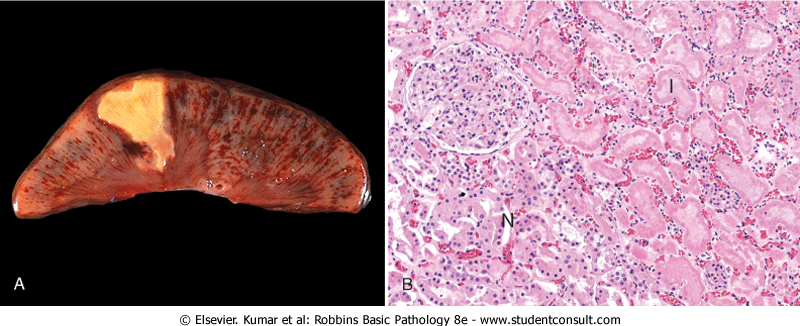 I
N
A
B
© Elsevier. Kumar et al: Robbins Basic Pathology 8e - www.studentconsult.com